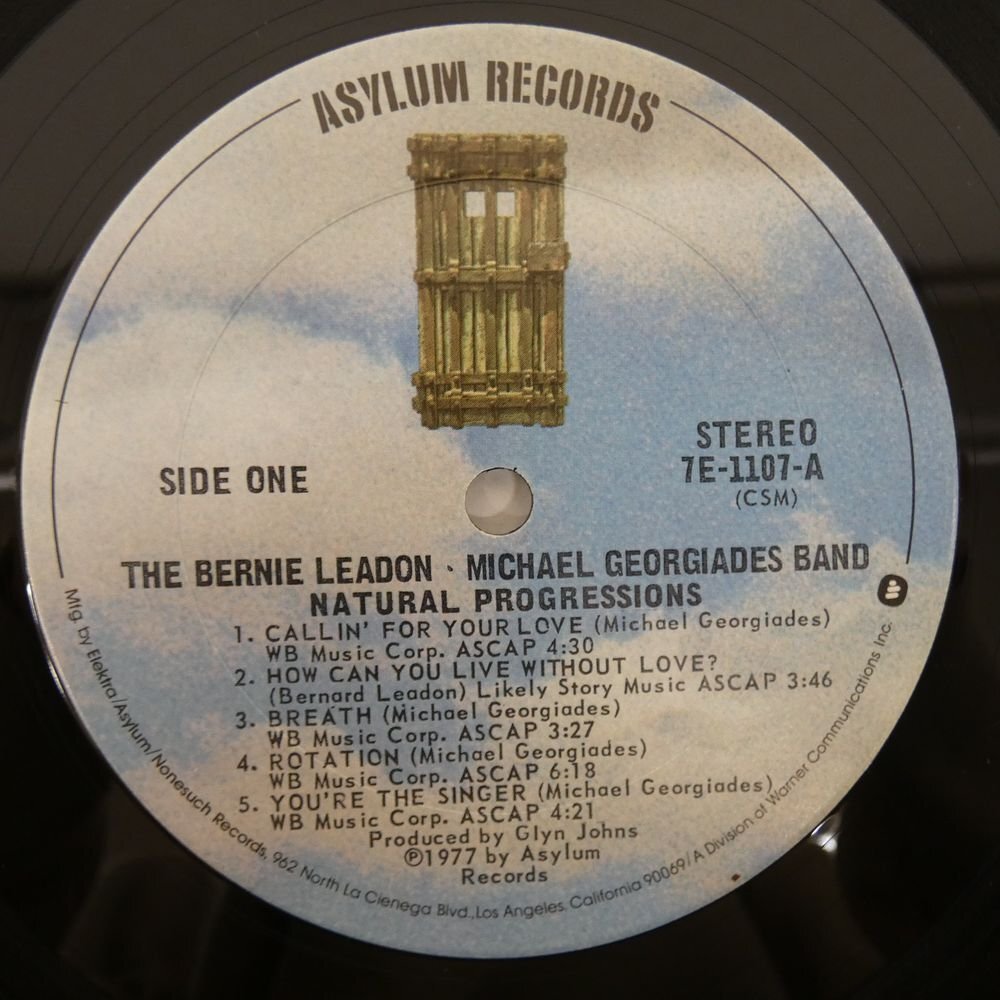 ASYLUM RECORDS
SIDE ONE
STEREO
7E-1107-A
(CSM)
THE BERNIE LEADON · MICHAEL GEORGIADES BAND
NATURAL PROGRESSIONS
1. CALLIN' FOR YOUR LOVE (Michael Georgiades)
WB Music Corp. ASCAP 4:30
2. HOW CAN YOU LIVE WITHOUT LOVE?
(Bernard Leadon) Likely Story Music ASCAP 3:46
3. BREATH (Michael Georgiades)
WB Music Corp. ASCAP 3:27
4. ROTATION (Michael Georgiades)
WB Music Corp. ASCAP 6:18
5. YOU'RE THE SINGER (Michael Georgiades)
WB Music Corp. ASCAP 4:21
Produced by Glyn Johns
℗1977 by Asylum
Records
Mfg. by Elektra/Asylum/Nonesuch Records, 962 North La Cienega Blvd., Los Angeles, California 90069/A Division of Warner Communications Inc.